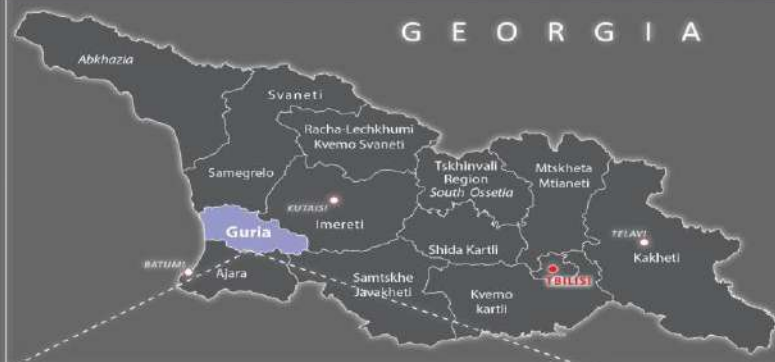 GEORGIA
Abkhazia
Svaneti
Racha-Lechkhumi
Kvemo Svaneti
Samegrelo
Tskhinvali
Region
South Ossetia
Mtskheta
Mtianeti
KUTAISI
Imereti
Guria
Shida Kartli
TELAVI
Kakheti
BATUMI
Ajara
Samtskhe
Javakheti
TBILISI
Kvemo
kartli